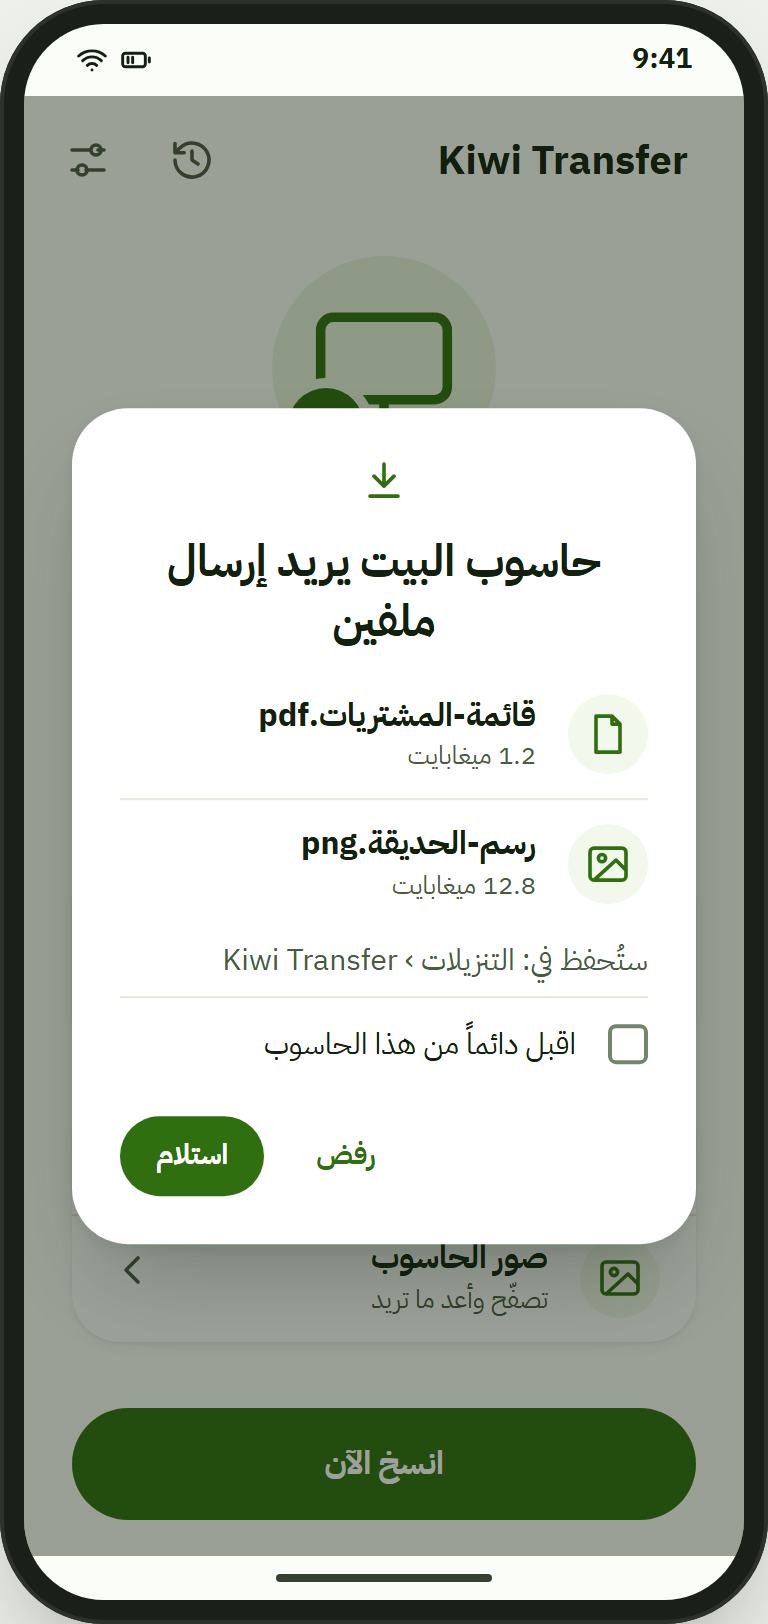 9:41
Kiwi Transfer
حاسوب البيت يريد إرسال
ملفين
قائمة-المشتريات.pdf
1.2 ميغابايت
رسم-الحديقة.png
12.8 ميغابايت
ستُحفظ في: التنزيلات › Kiwi Transfer
اقبل دائماً من هذا الحاسوب
رفض
استلام
صور الحاسوب
تصفّح وأعد ما تريد
انسخ الآن